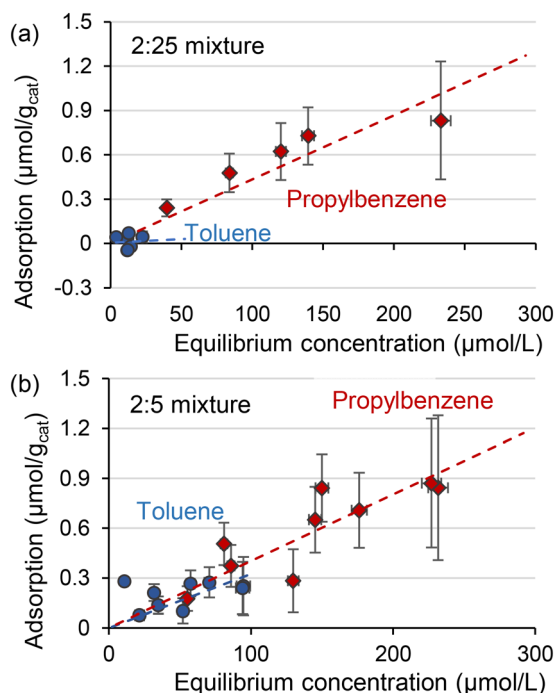 (a)
2:25 mixture
1.5
1.2
0.9
0.6
0.3
0
-0.3
Adsorption (µmol/gcat)
Propylbenzene
Toluene
0 50 100 150 200 250 300
Equilibrium concentration (µmol/L)
(b)
2:5 mixture
Propylbenzene
Toluene
1.5
1.2
0.9
0.6
0.3
0.0
Adsorption (µmol/gcat)
0 100 200 300
Equilibrium concentration (µmol/L)